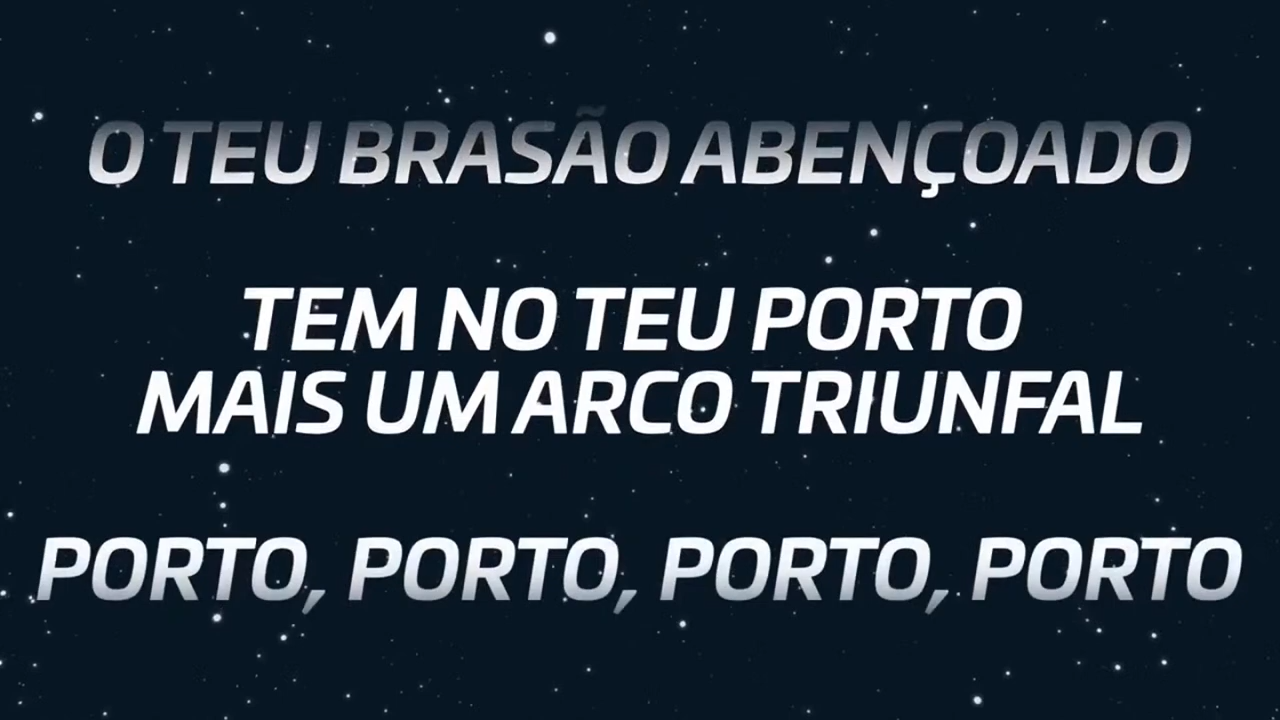 O TEU BRASÃO ABENÇOADO
TEM NO TEU PORTO
MAIS UM ARCO TRIUNFAL
PORTO, PORTO, PORTO, PORTO